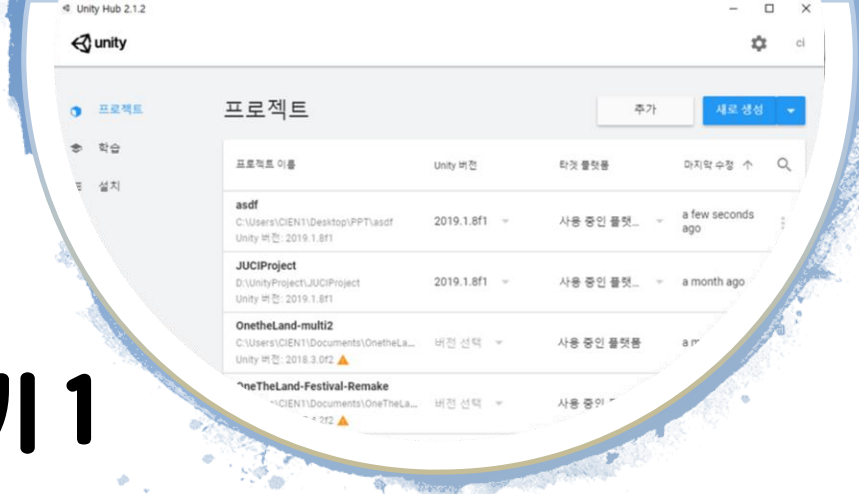 Unity Hub 2.1.2
unity
ci
프로젝트
학습
설치
프로젝트
추가
새로 생성
프로젝트 이름
Unity 버전
타겟 플랫폼
마지막 수정
asdf
C:\Users\CIEN1\Desktop\PPT\asdf
Unity 버전: 2019.1.8f1
2019.1.8f1
사용 중인 플랫...
a few seconds
ago
JUCIProject
D:\UnityProject\JUCIProject
Unity 버전: 2019.1.8f1
2019.1.8f1
사용 중인 플랫...
a month ago
OnetheLand-multi2
C:\Users\CIEN1\Documents\OnetheLa...
Unity 버전: 2018.3.0f2
버전 선택
사용 중인 플랫폼
OneTheLand-Festival-Remake
CIEN1\Documents\OneTheLa...
버전 선택
사용 중인
1